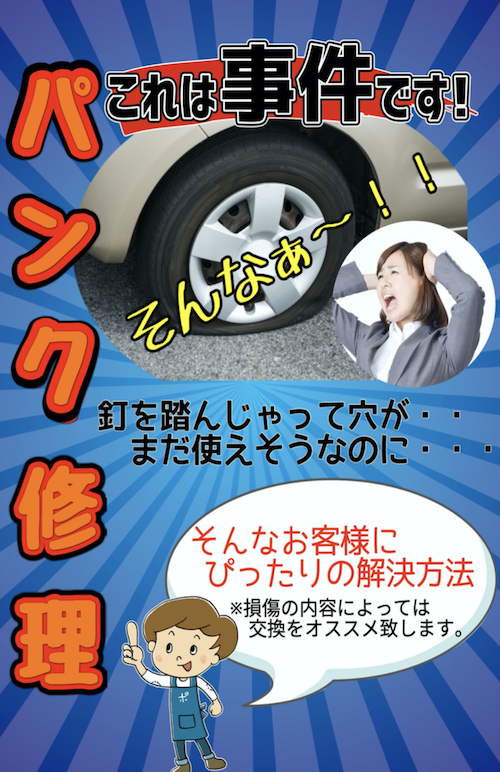 パンク修理
これは事件です!
そんなぁ～!!
釘を踏んじゃって穴が・・
まだ使えそうなのに・・・
そんなお客様に
ぴったりの解決方法
※損傷の内容によっては
交換をオススメ致します。
ポ